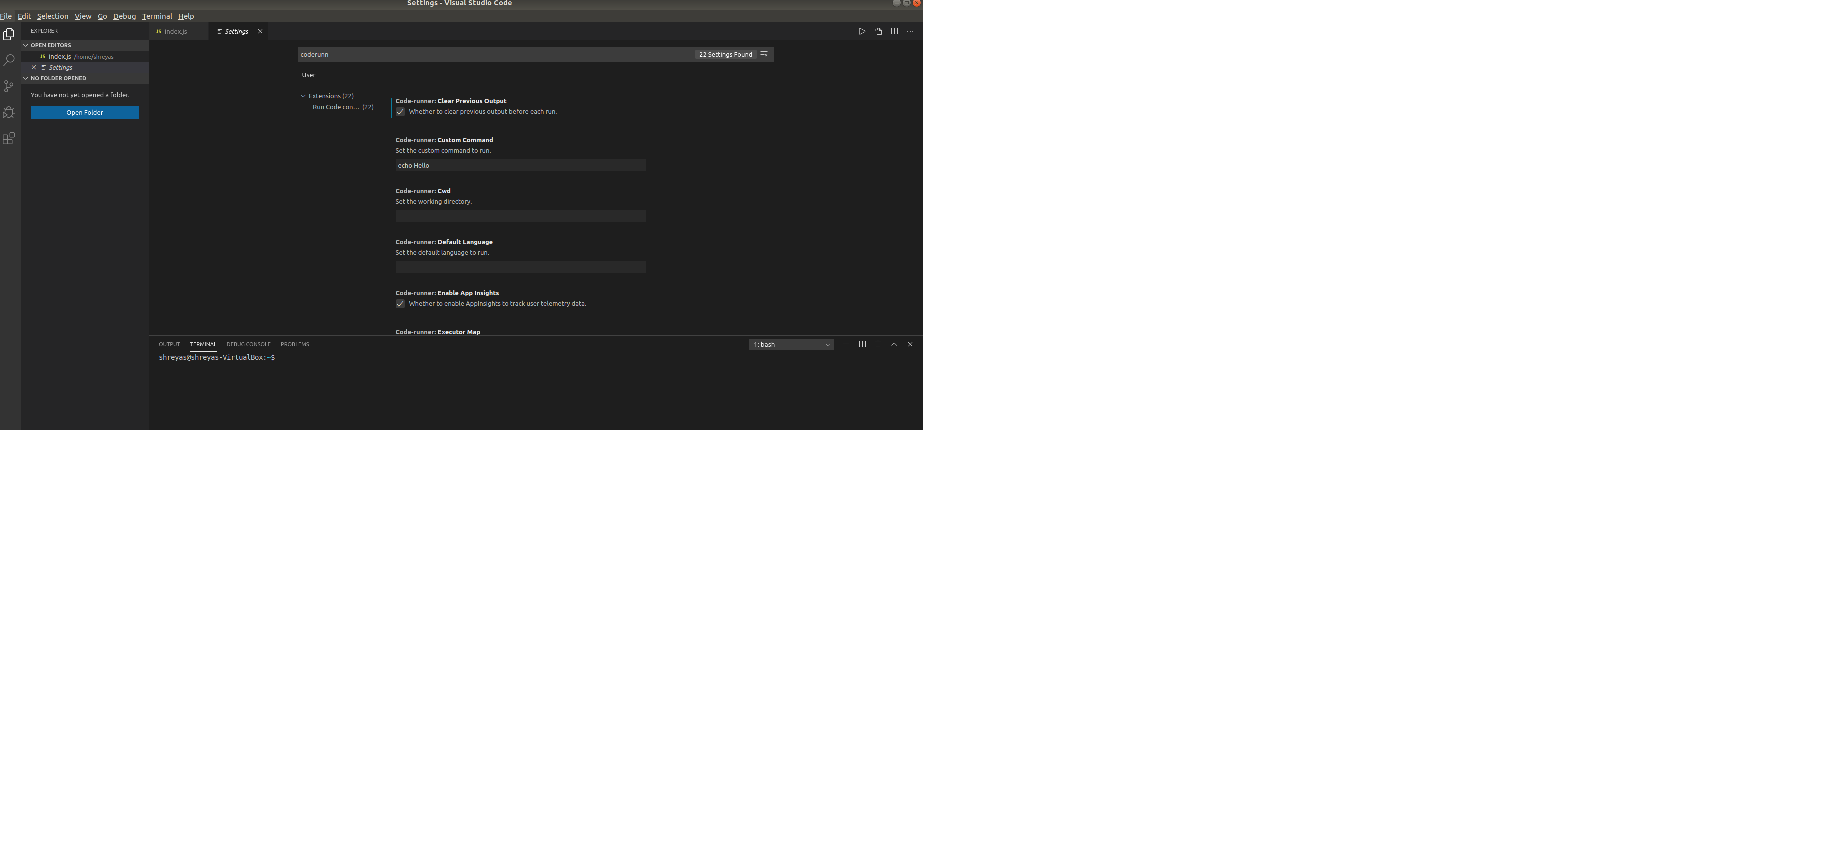 Settings - Visual Studio Code
File Edit Selection View Go Debug Terminal Help
EXPLORER
OPEN EDITORS
JS index.js /home/shreyas
Settings
NO FOLDER OPENED
You have not yet opened a folder.
Open Folder
JS index.js
Settings
coderunn
22 Settings Found
User
Extensions (22)
Run Code con... (22)
Code-runner: Clear Previous Output
Whether to clear previous output before each run.
Code-runner: Custom Command
Set the custom command to run.
echo Hello
Code-runner: Cwd
Set the working directory.
Code-runner: Default Language
Set the default language to run.
Code-runner: Enable App Insights
Whether to enable AppInsights to track user telemetry data.
Code-runner: Executor Map
OUTPUT TERMINAL DEBUG CONSOLE PROBLEMS
1: bash
shreyas@shreyas-VirtualBox:~$